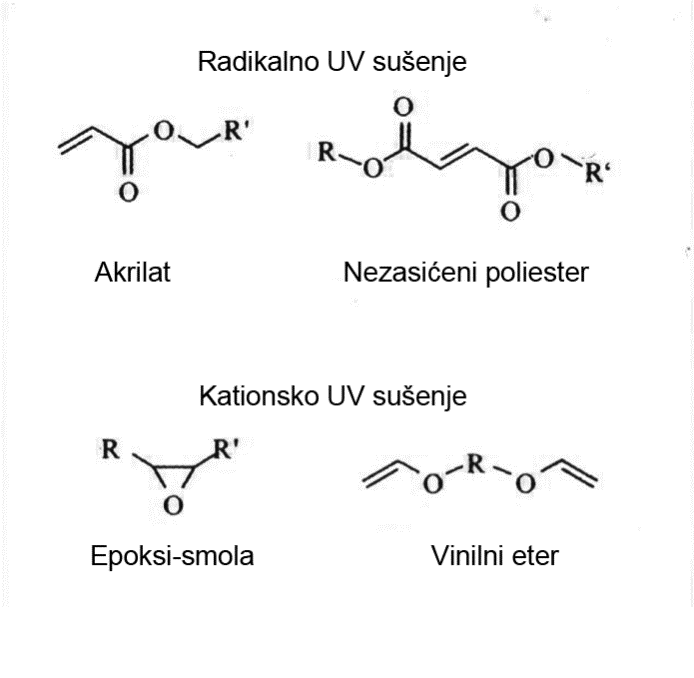 Radikalno UV sušenje
O R'
O
O
R O O R‘
O
Akrilat Nezasićeni poliester
Kationsko UV sušenje
R R'
O
O R O
Epoksi-smola Vinilni eter